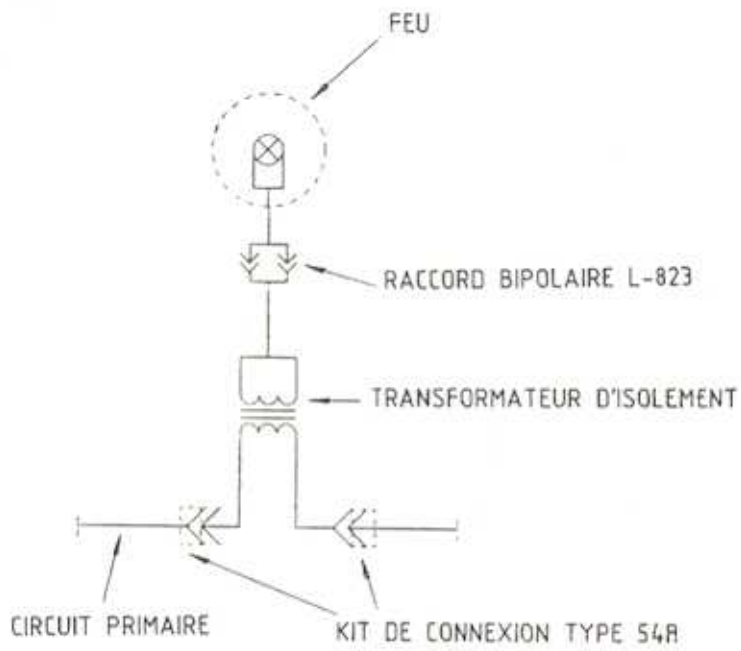 FEU
RACCORD BIPOLAIRE L-823
TRANSFORMATEUR D'ISOLEMENT
CIRCUIT PRIMAIRE
KIT DE CONNEXION TYPE 54A